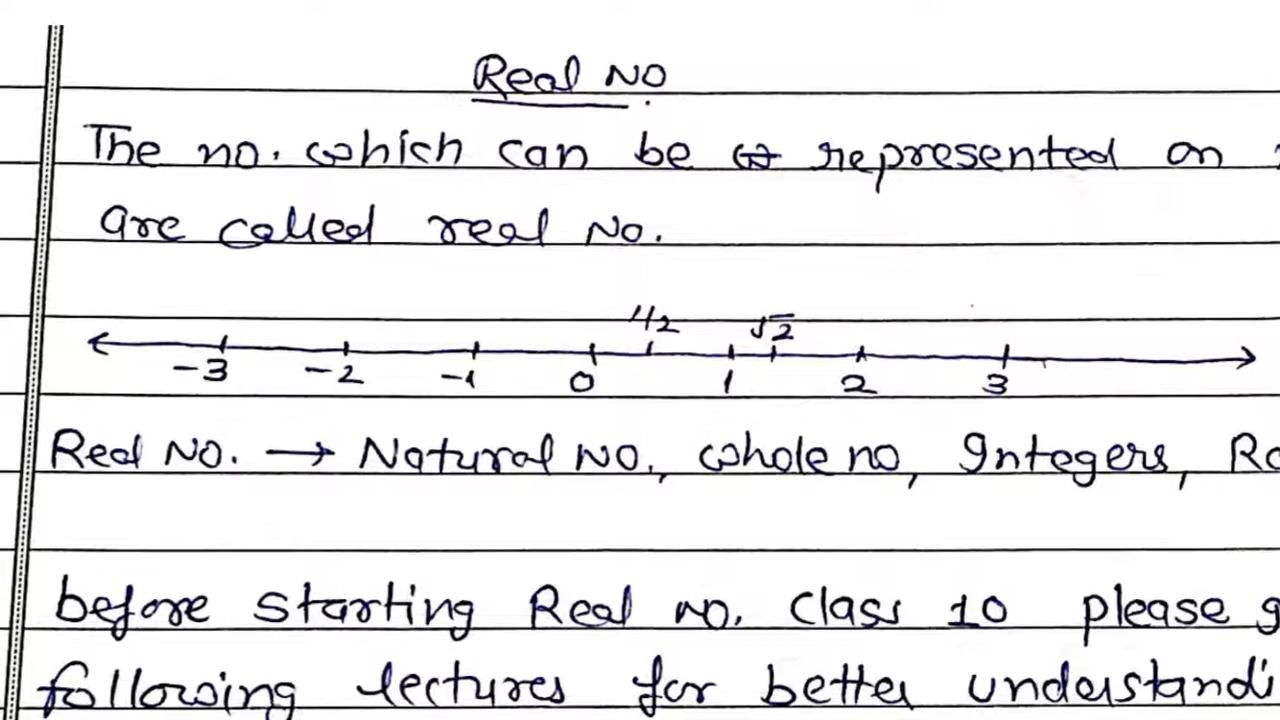 Real NO.
The no. which can be represented on
are called real No.
1/2 √2
-3 -2 -1 0 1 2 3
Real NO. → Natural NO., whole no, Integers,
before starting Real no. Class 10 please
following lectures for better